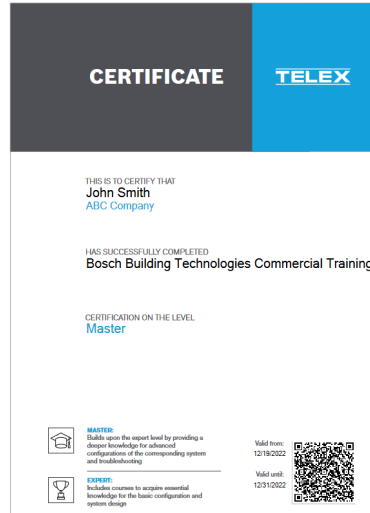 CERTIFICATE
TELEX
THIS IS TO CERTIFY THAT
John Smith
ABC Company
HAS SUCCESSFULLY COMPLETED
Bosch Building Technologies Commercial Training
CERTIFICATION ON THE LEVEL
Master
MASTER:
Builds upon the expert level by providing a
deeper knowledge for advanced
configurations of the corresponding system
and troubleshooting
EXPERT:
Includes courses to acquire essential
knowledge for the basic configuration and
system design
Valid from:
12/19/2022
Valid until:
12/31/2022